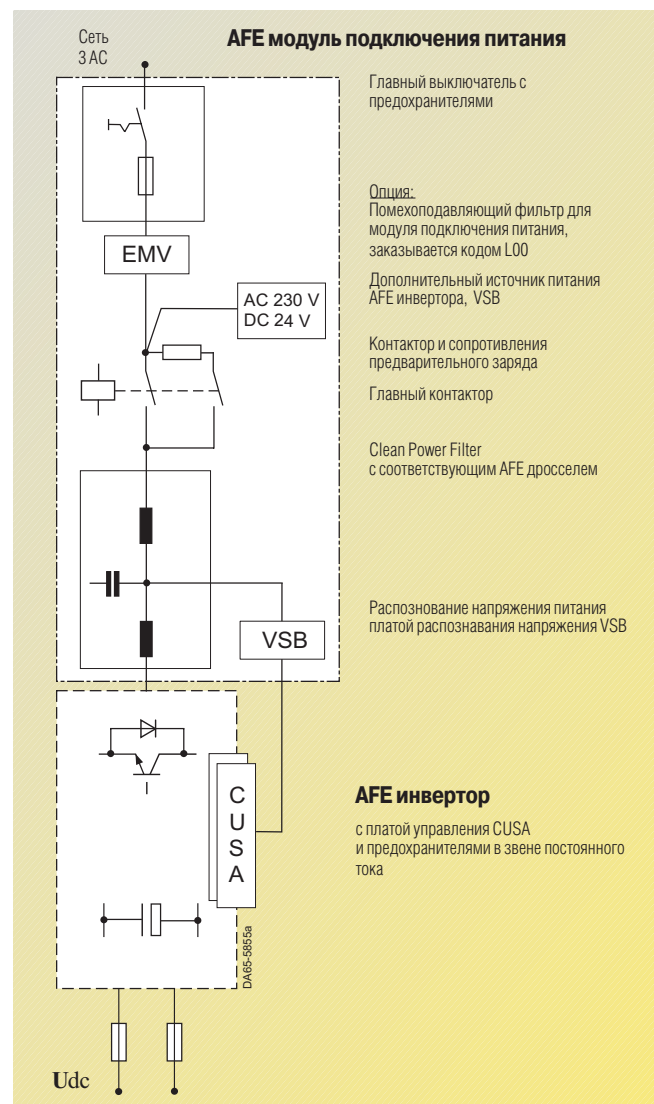 Сеть
3 AC
AFE модуль подключения питания
Главный выключатель с
предохранителями
Опция:
Помехоподавляющий фильтр для
модуля подключения питания,
заказывается кодом L00
EMV
AC 230 V
DC 24 V
Дополнительный источник питания
AFE инвертора, VSB
Контактор и сопротивления
предварительного заряда
Главный контактор
Clean Power Filter
с соответствующим AFE дросселем
Распознование напряжения питания
платой распознавания напряжения VSB
VSB
C
U
S
A
AFE инвертор
с платой управления CUSA
и предохранителями в звене постоянного
тока
DA65-5855a
Udc